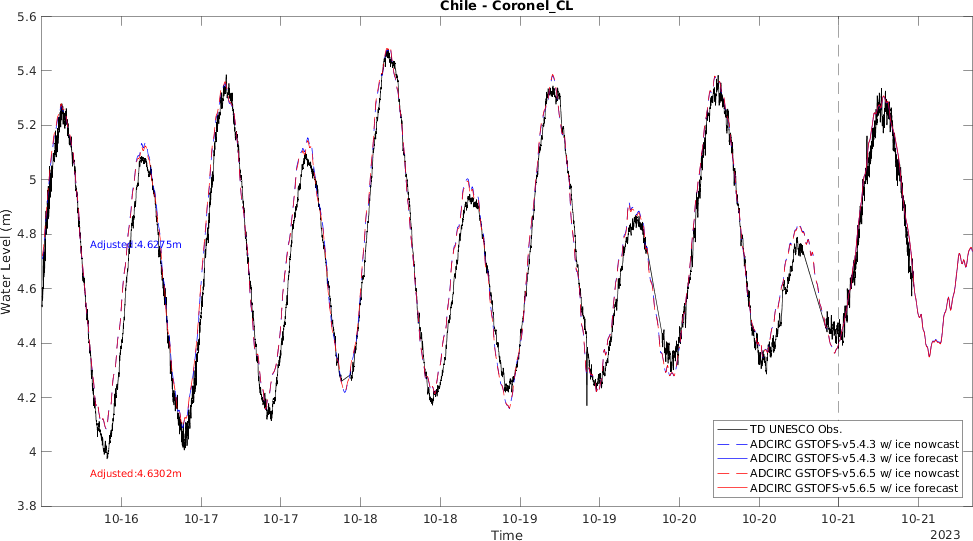 Chile - Coronel_CL
5.6
5.4
5.2
5
4.8
4.6
4.4
4.2
4
3.8
Water Level (m)
Adjusted:4.6275m
Adjusted:4.6302m
TD UNESCO Obs.
ADCIRC GSTOFS-v5.4.3 w/ ice nowcast
ADCIRC GSTOFS-v5.4.3 w/ ice forecast
ADCIRC GSTOFS-v5.6.5 w/ ice nowcast
ADCIRC GSTOFS-v5.6.5 w/ ice forecast
10-16 10-17 10-17 10-18 10-18 10-19 10-19 10-20 10-20 10-21 10-21
Time
2023